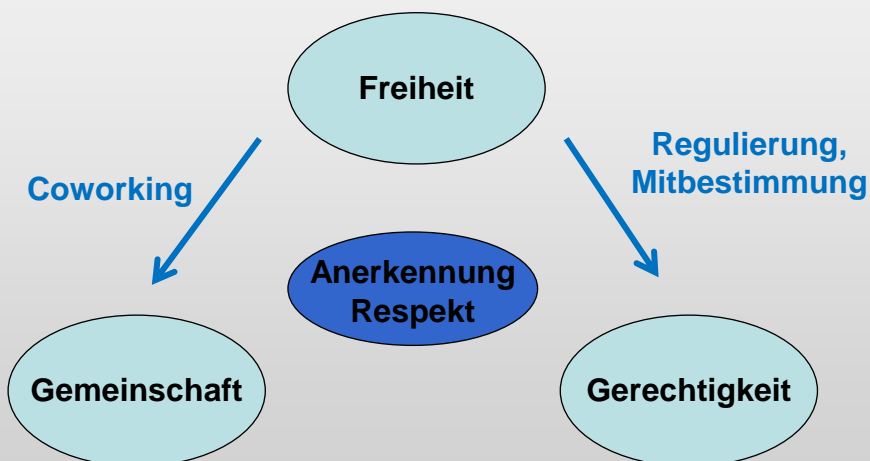 Freiheit
Regulierung,
Mitbestimmung
Coworking
Anerkennung
Respekt
Gemeinschaft
Gerechtigkeit